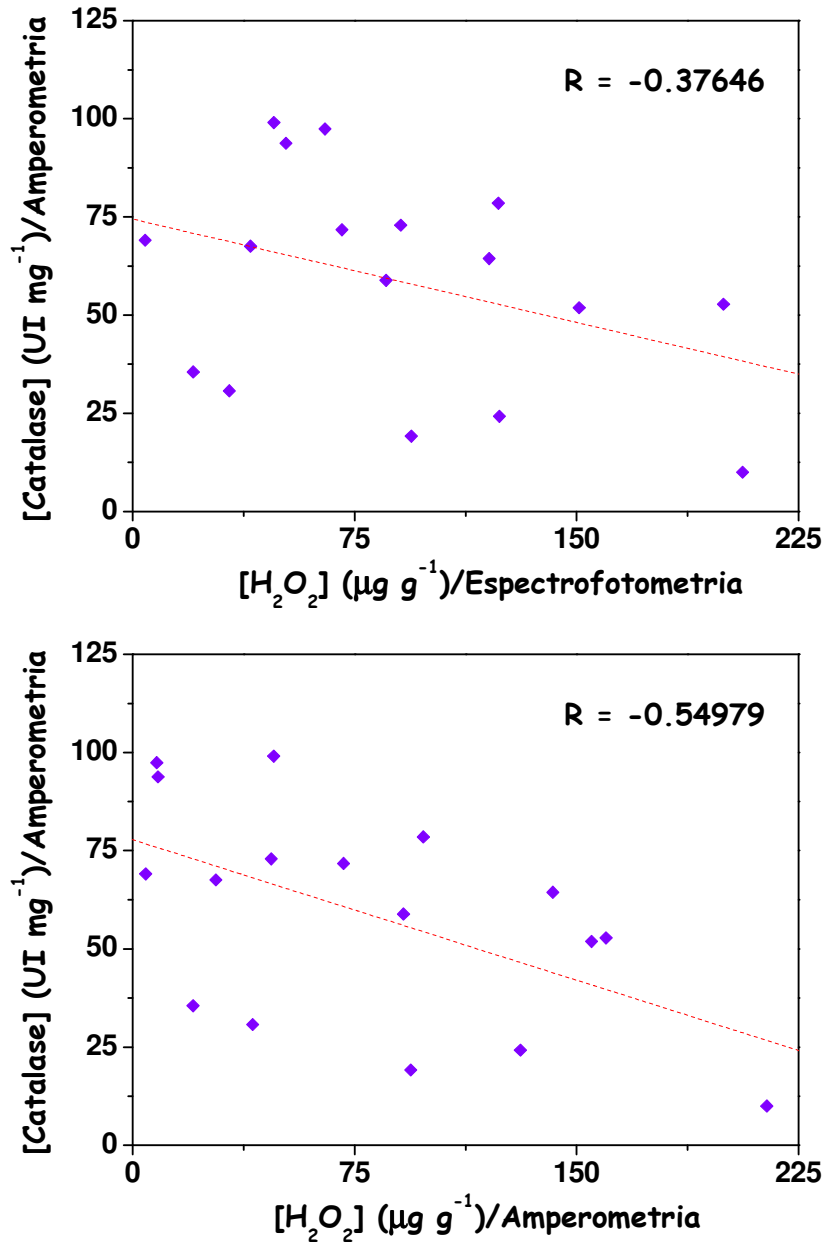 125
100
75
50
25
0
[Catalase] (UI mg⁻¹)/Amperometria
R = -0.37646
0 75 150 225
[H₂O₂] (μg g⁻¹)/Espectrofotometria
125
100
75
50
25
0
[Catalase] (UI mg⁻¹)/Amperometria
R = -0.54979
0 75 150 225
[H₂O₂] (μg g⁻¹)/Amperometria